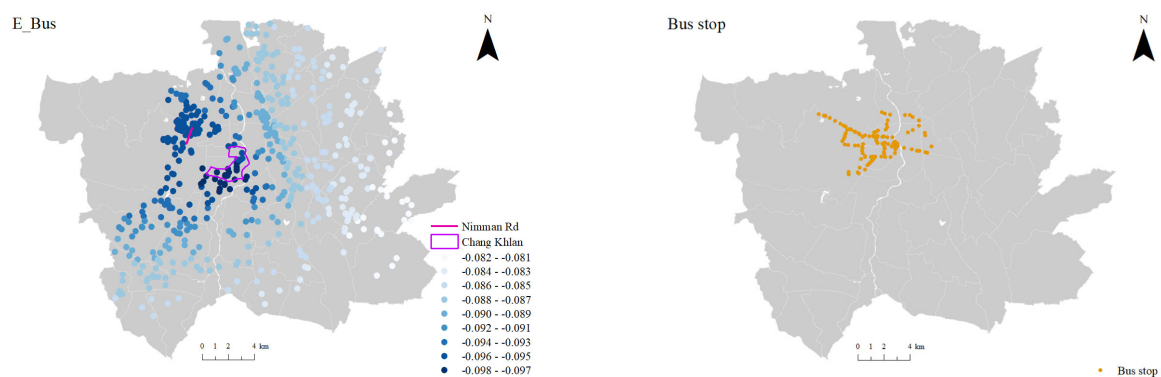 E_Bus
N
Nimman Rd
Chang Khlan
-0.082 - -0.081
-0.084 - -0.083
-0.086 - -0.085
-0.088 - -0.087
-0.090 - -0.089
-0.092 - -0.091
-0.094 - -0.093
-0.096 - -0.095
-0.098 - -0.097
0 1 2 4 km
Bus stop
N
0 1 2 4 km
Bus stop